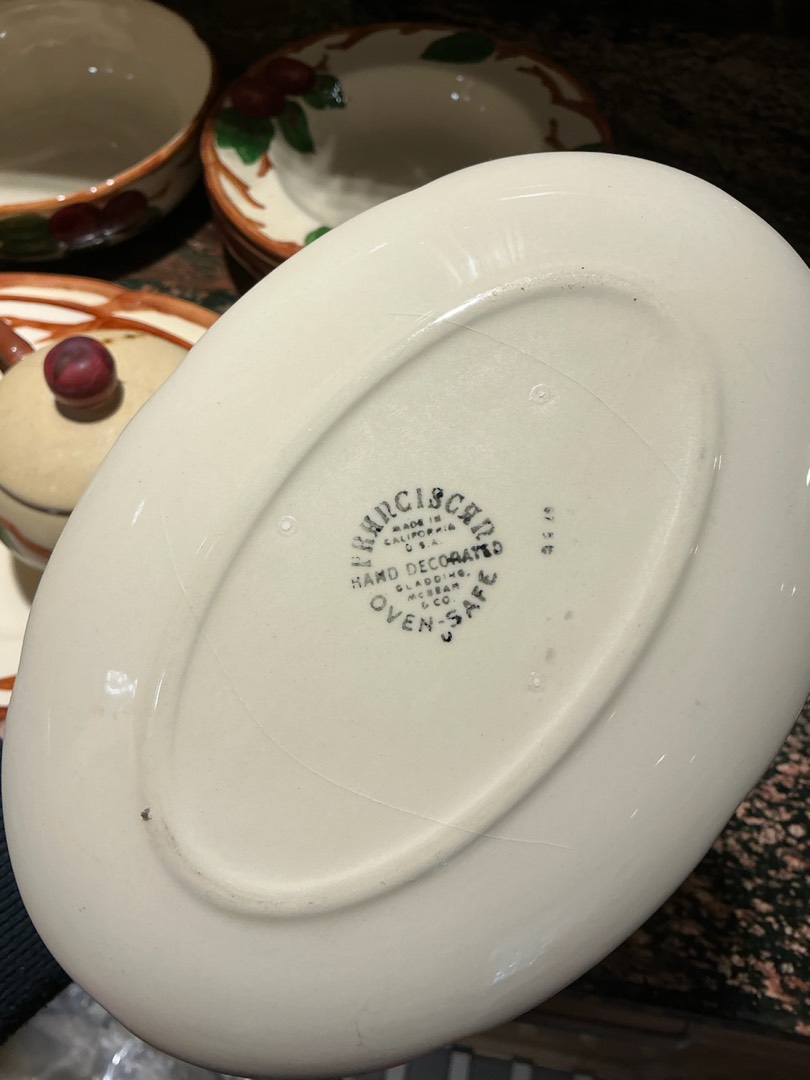 FRANCISCAN
MADE IN
CALIFORNIA
U.S.A.
HAND DECORATED
GLADDING,
MCBEAN
& CO.
OVEN-SAFE